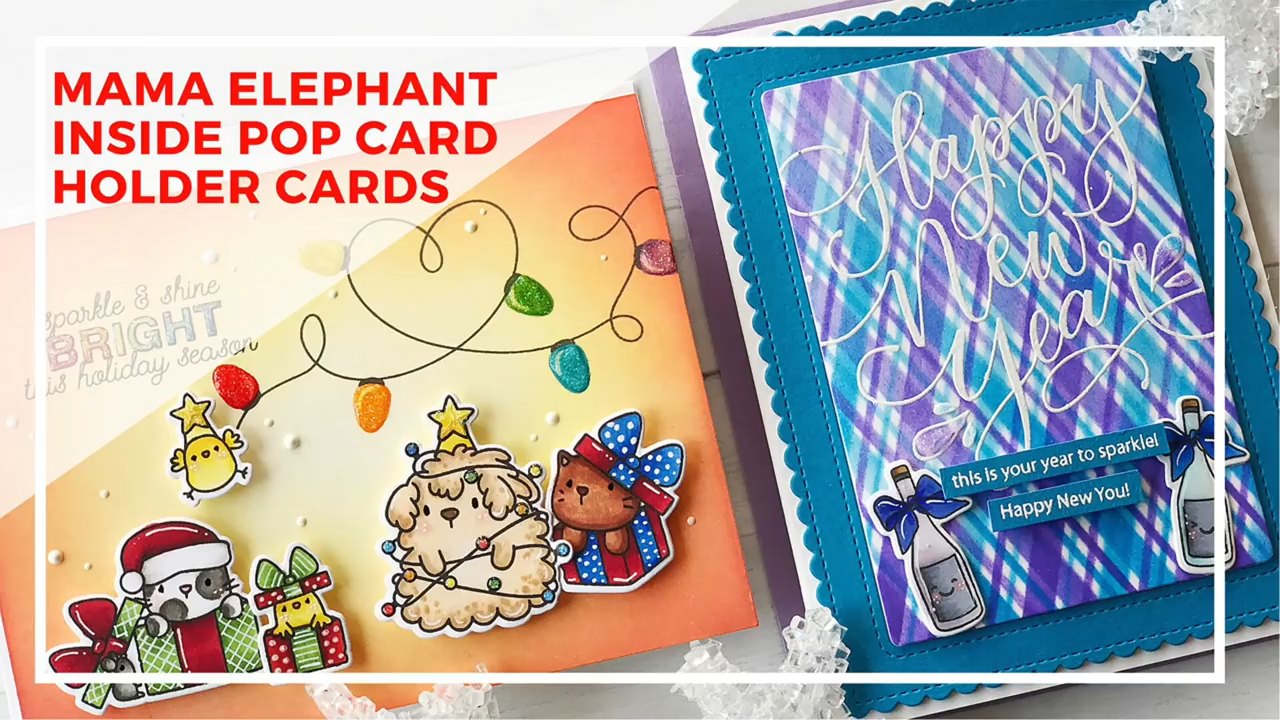 MAMA ELEPHANT
INSIDE POP CARD
HOLDER CARDS
sparkle & shine
BRIGHT
this holiday season
Happy
New
Year
this is your year to sparkle!
Happy New You!